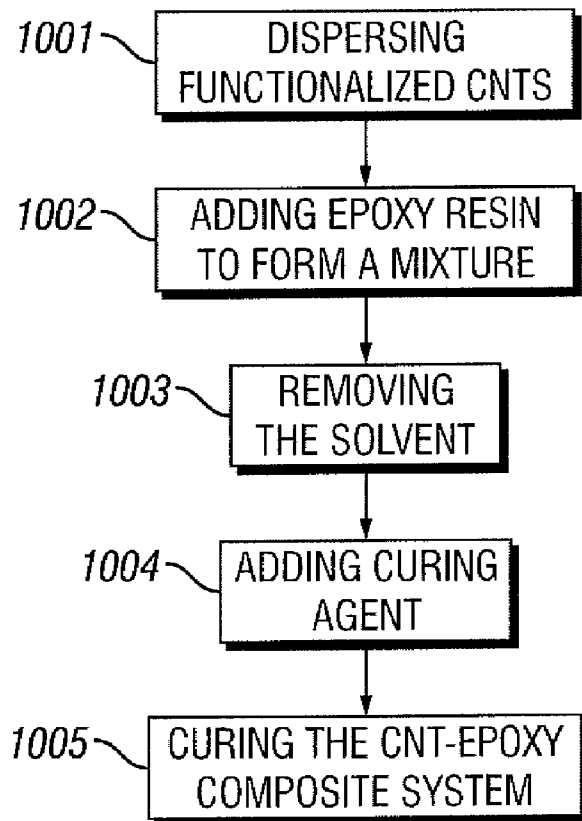 1001
DISPERSING
FUNCTIONALIZED CNTS
1002
ADDING EPOXY RESIN
TO FORM A MIXTURE
1003
REMOVING
THE SOLVENT
1004
ADDING CURING
AGENT
1005
CURING THE CNT-EPOXY
COMPOSITE SYSTEM